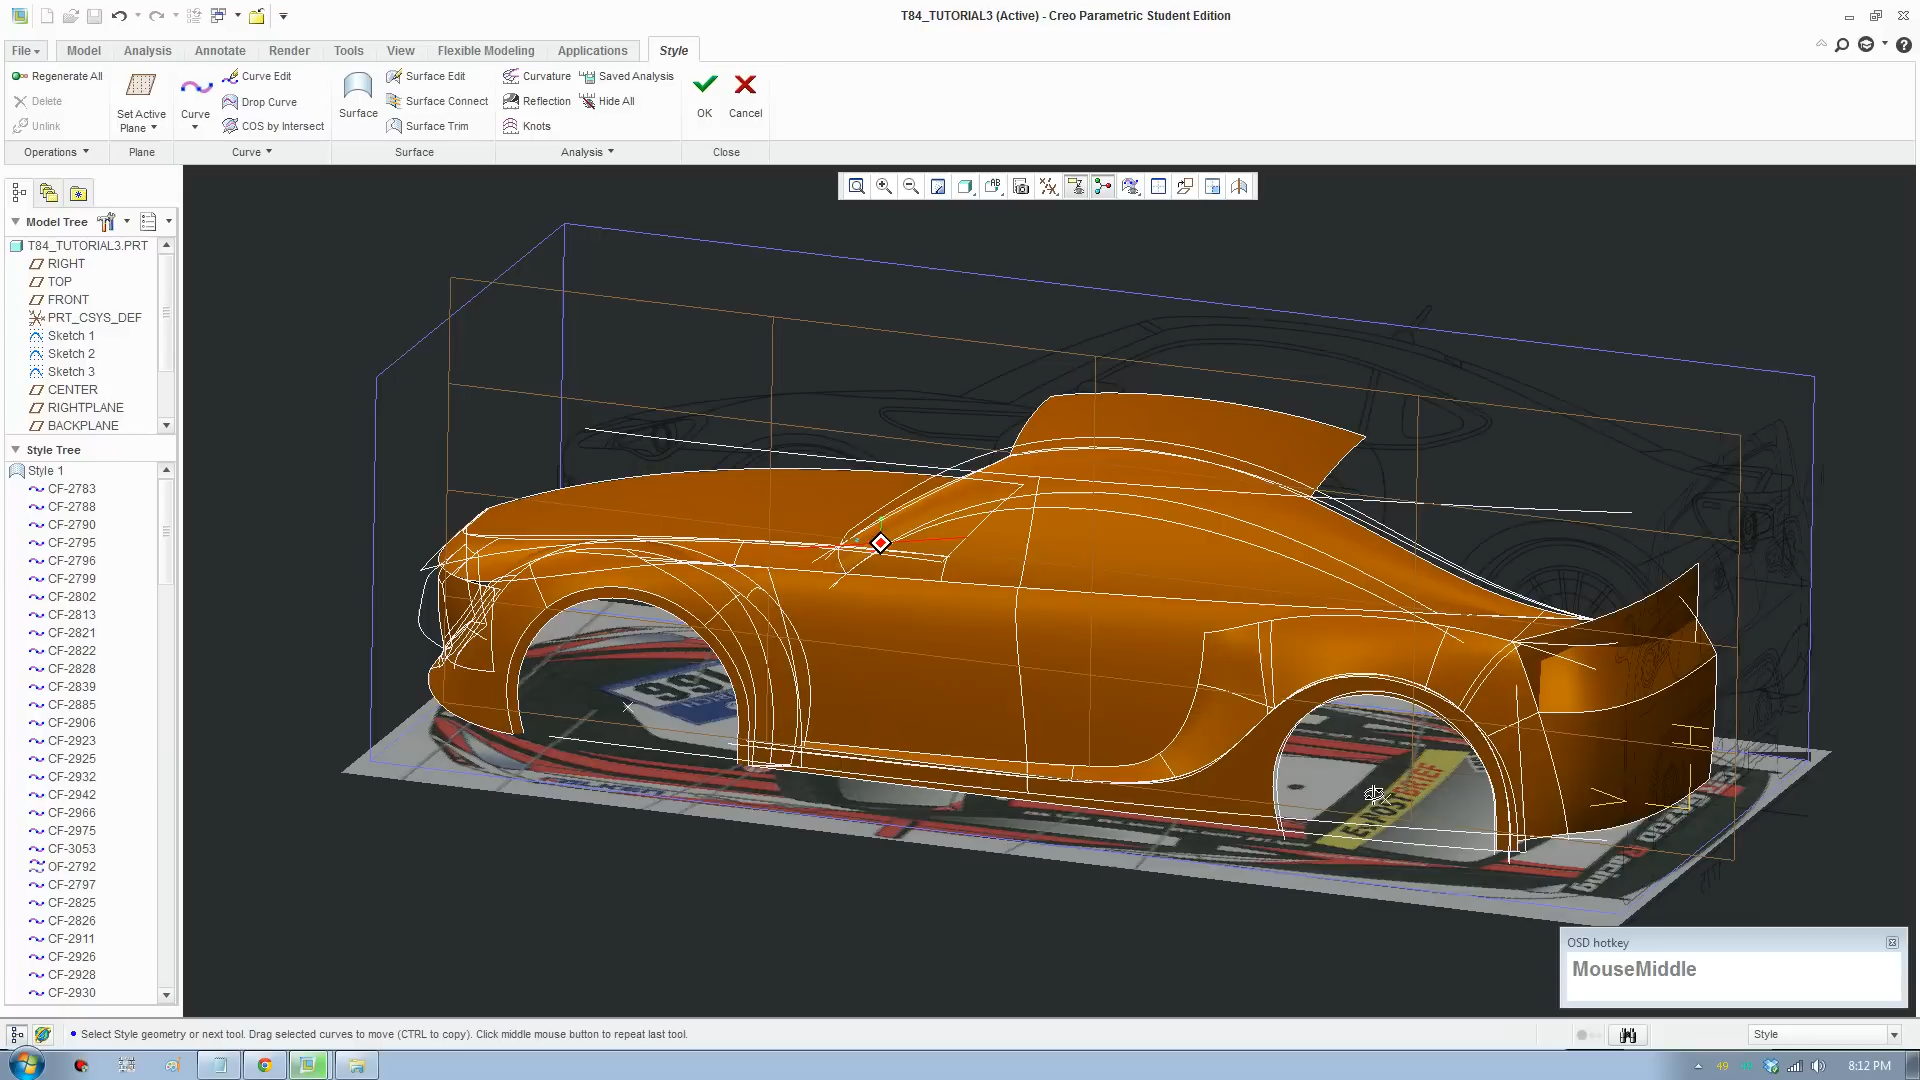 T84_TUTORIAL3 (Active) - Creo Parametric Student Edition
File
Model
Analysis
Annotate
Render
Tools
View
Flexible Modeling
Applications
Style
Regenerate All
Delete
Unlink
Operations
Set Active
Plane
Plane
Curve
Curve Edit
Drop Curve
COS by Intersect
Curve
Surface
Surface Edit
Surface Connect
Surface Trim
Surface
Curvature
Saved Analysis
Reflection
Hide All
Knots
Analysis
OK
Cancel
Close
Model Tree
T84_TUTORIAL3.PRT
RIGHT
TOP
FRONT
PRT_CSYS_DEF
Sketch 1
Sketch 2
Sketch 3
CENTER
RIGHTPLANE
BACKPLANE
Style Tree
Style 1
CF-2783
CF-2788
CF-2790
CF-2795
CF-2796
CF-2799
CF-2802
CF-2813
CF-2821
CF-2822
CF-2828
CF-2839
CF-2885
CF-2906
CF-2923
CF-2925
CF-2932
CF-2942
CF-2966
CF-2975
CF-3053
OF-2792
CF-2797
CF-2825
CF-2826
CF-2911
CF-2926
CF-2928
CF-2930
Racing
OSD hotkey
MouseMiddle
Select Style geometry or next tool. Drag selected curves to move (CTRL to copy). Click middle mouse button to repeat last tool.
Style
49
8:12 PM